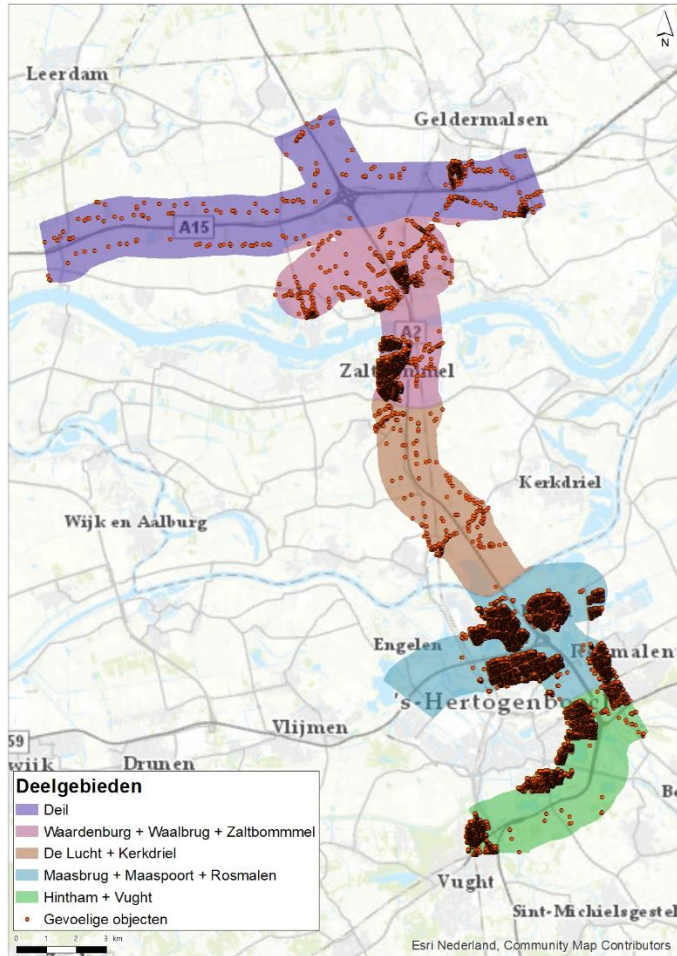 N
Leerdam
Geldermalsen
A15
A2
Zaltbommel
Kerkdriel
Wijk en Aalburg
Engelen
Rosmalen
's-Hertogenbosch
Vlijmen
59
wijk
Drunen
Be
Vught
Sint-Michielsgestel
Deelgebieden
Deil
Waardenburg + Waalbrug + Zaltbommmel
De Lucht + Kerkdriel
Maasbrug + Maaspoort + Rosmalen
Hintham + Vught
Gevoelige objecten
0 1 2 3 km
Esri Nederland, Community Map Contributors